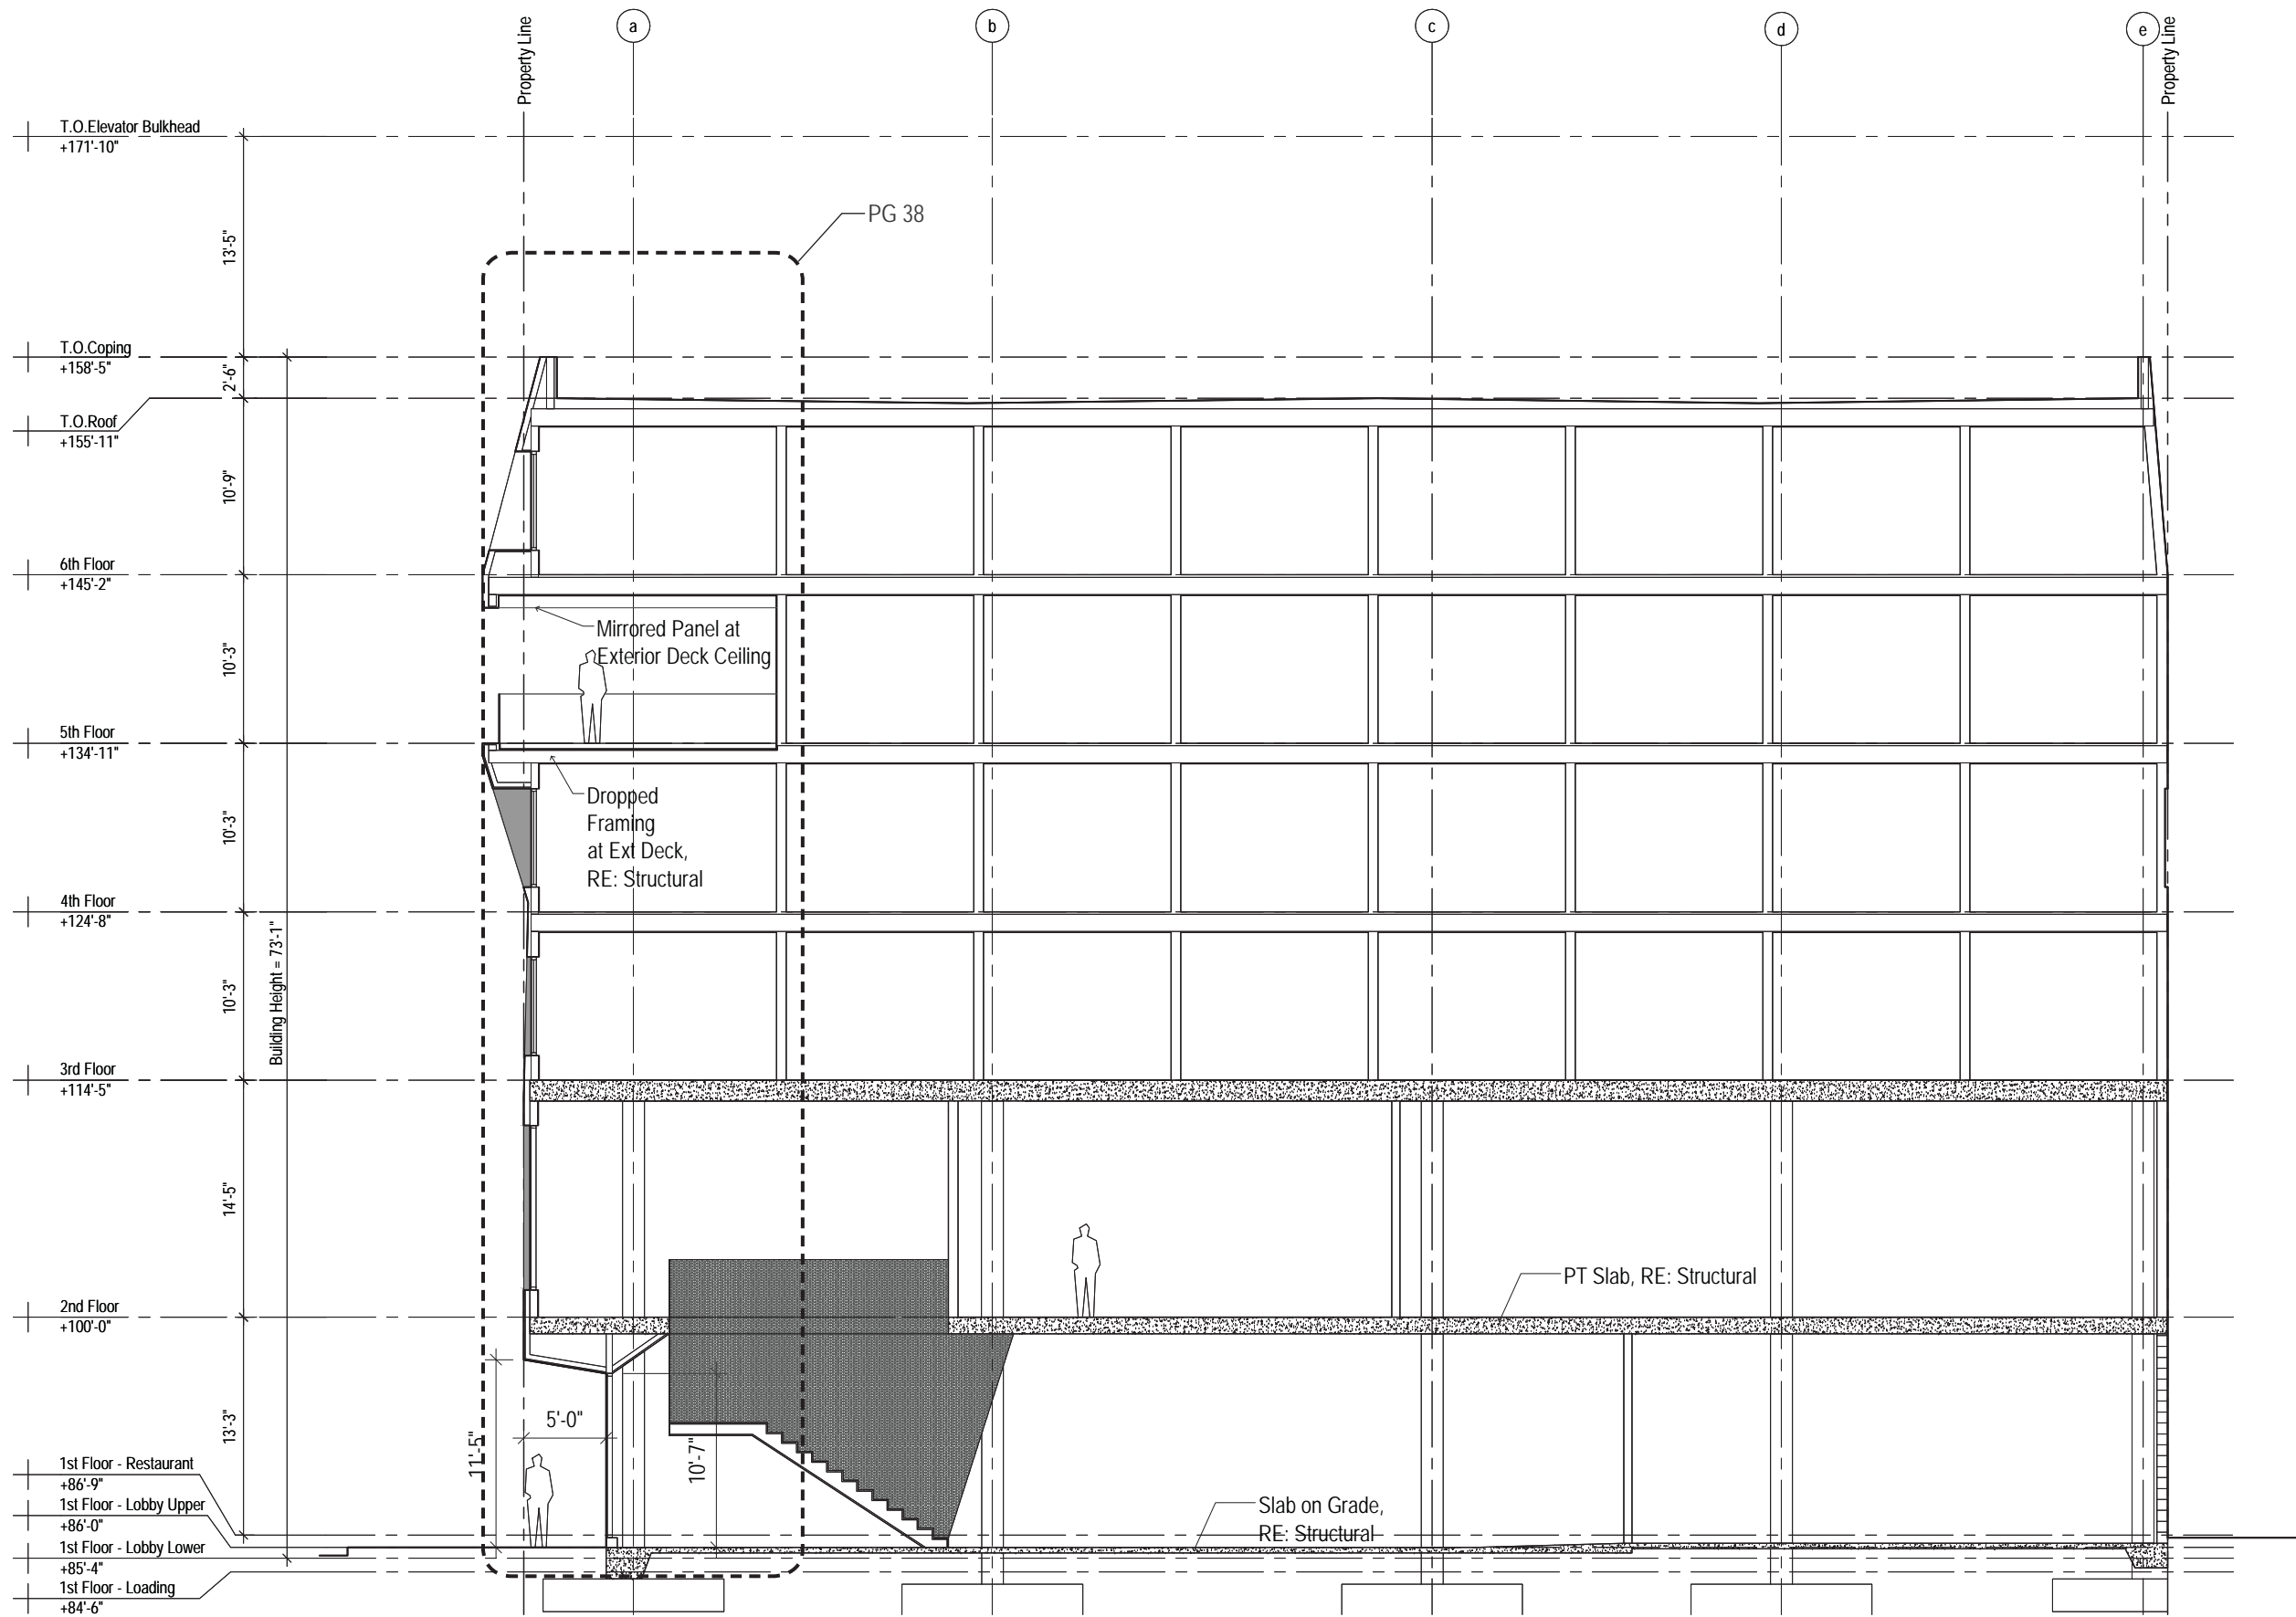 a
b
c
d
e
Property Line
Property Line
T.O.Elevator Bulkhead
+171'-10"
13'-5"
PG 38
T.O.Coping
+158'-5"
2'-6"
T.O.Roof
+155'-11"
10'-9"
6th Floor
+145'-2"
Mirrored Panel at
Exterior Deck Ceiling
10'-3"
5th Floor
+134'-11"
Dropped
Framing
at Ext Deck,
RE: Structural
10'-3"
4th Floor
+124'-8"
Building Height = 73'-1"
10'-3"
3rd Floor
+114'-5"
14'-5"
PT Slab, RE: Structural
2nd Floor
+100'-0"
13'-3"
5'-0"
11'-5"
10'-7"
1st Floor - Restaurant
+86'-9"
1st Floor - Lobby Upper
+86'-0"
1st Floor - Lobby Lower
+85'-4"
1st Floor - Loading
+84'-6"
Slab on Grade,
RE: Structural